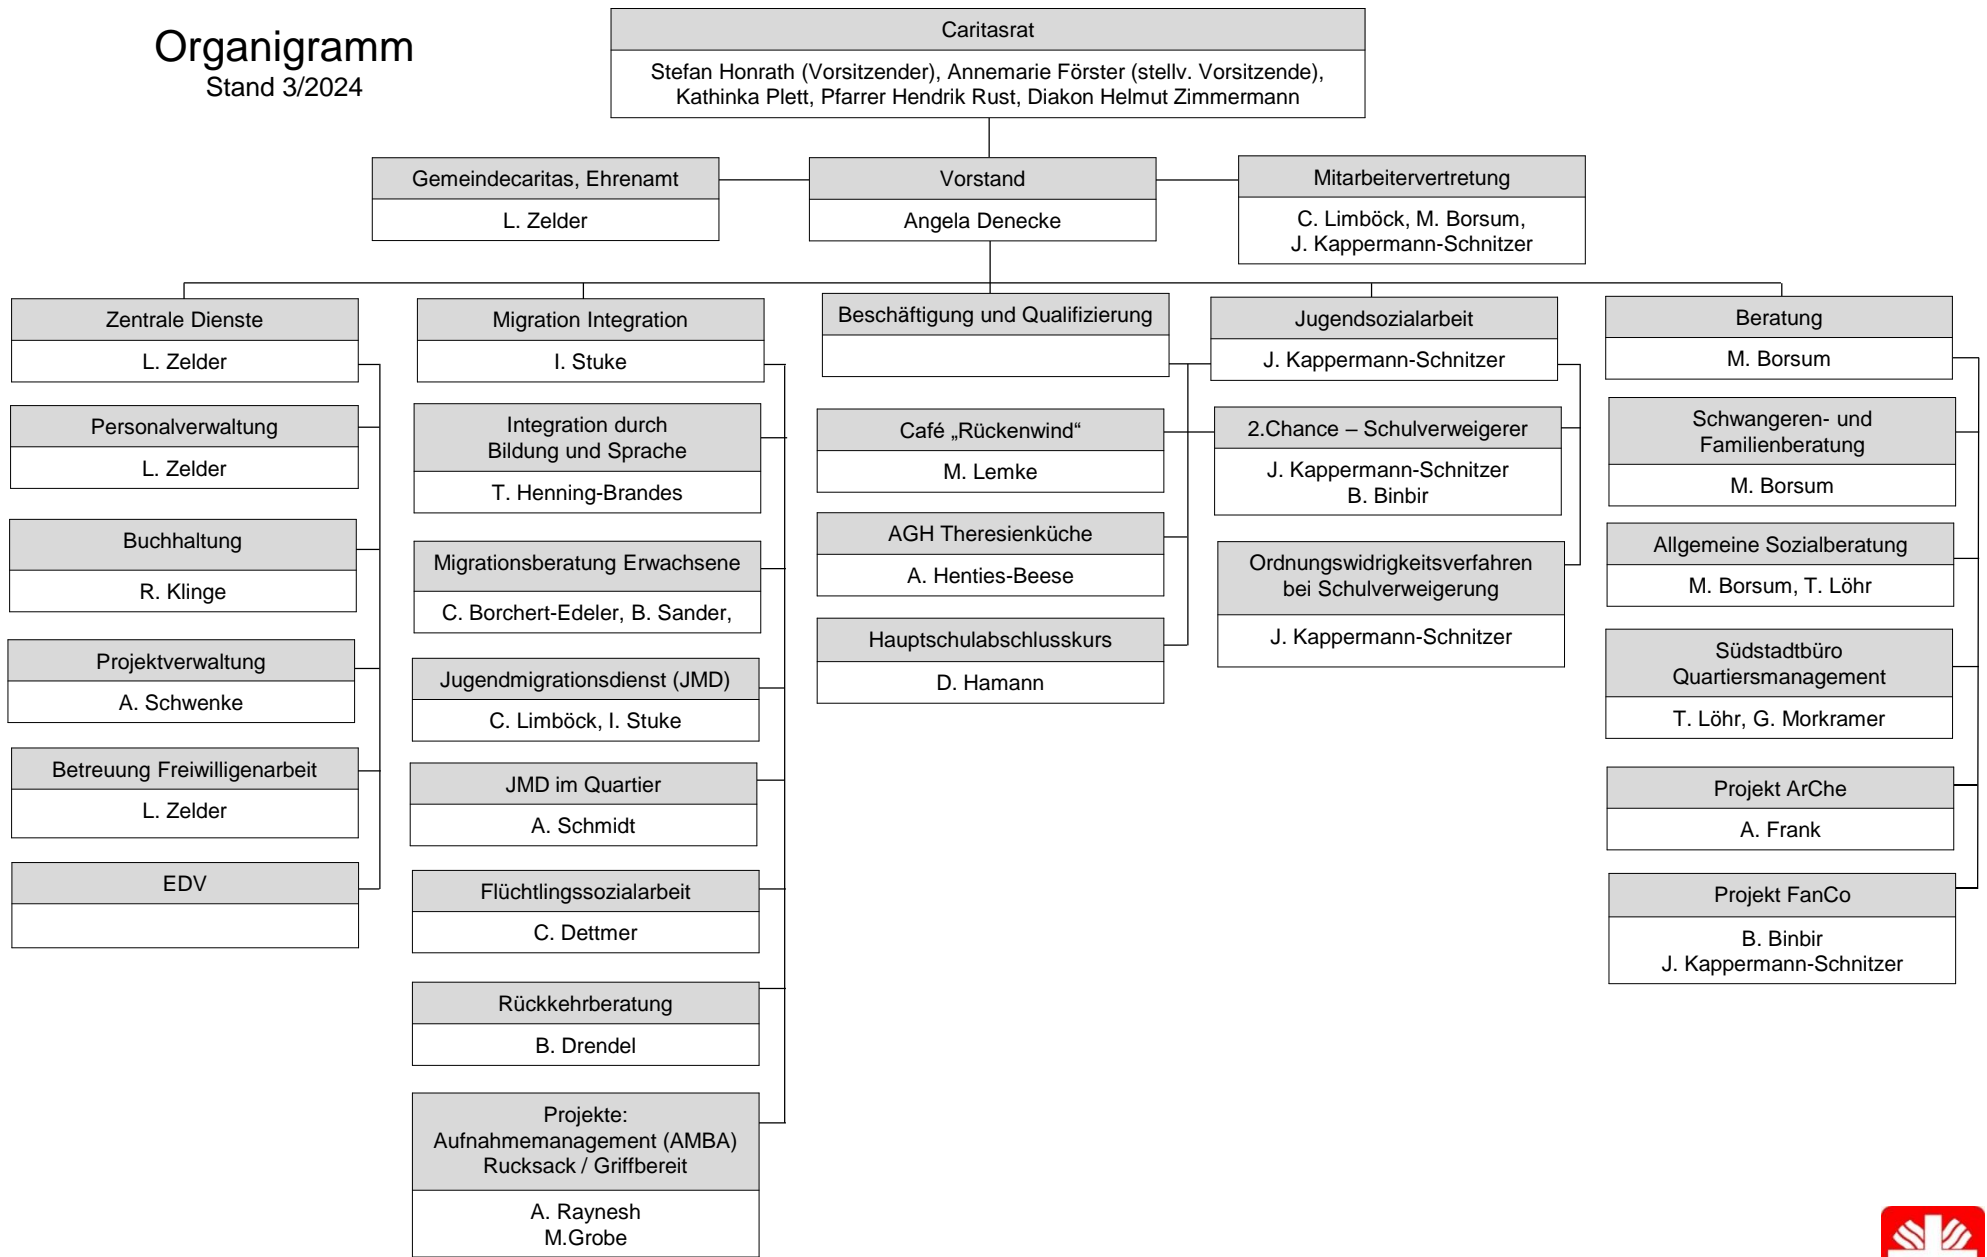 Organigramm
Stand 3/2024
Caritasrat
Stefan Honrath (Vorsitzender), Annemarie Förster (stellv. Vorsitzende),
Kathinka Plett, Pfarrer Hendrik Rust, Diakon Helmut Zimmermann
Gemeindecaritas, Ehrenamt
L. Zelder
Vorstand
Angela Denecke
Mitarbeitervertretung
C. Limböck, M. Borsum,
J. Kappermann-Schnitzer
Zentrale Dienste
L. Zelder
Personalverwaltung
L. Zelder
Buchhaltung
R. Klinge
Projektverwaltung
A. Schwenke
Betreuung Freiwilligenarbeit
L. Zelder
EDV
Migration Integration
I. Stuke
Integration durch
Bildung und Sprache
T. Henning-Brandes
Migrationsberatung Erwachsene
C. Borchert-Edeler, B. Sander,
Jugendmigrationsdienst (JMD)
C. Limböck, I. Stuke
JMD im Quartier
A. Schmidt
Flüchtlingssozialarbeit
C. Dettmer
Rückkehrberatung
B. Drendel
Projekte:
Aufnahmemanagement (AMBA)
Rucksack / Griffbereit
A. Raynesh
M.Grobe
Beschäftigung und Qualifizierung
Café „Rückenwind“
M. Lemke
AGH Theresienküche
A. Henties-Beese
Hauptschulabschlusskurs
D. Hamann
Jugendsozialarbeit
J. Kappermann-Schnitzer
2.Chance – Schulverweigerer
J. Kappermann-Schnitzer
B. Binbir
Ordnungswidrigkeitsverfahren
bei Schulverweigerung
J. Kappermann-Schnitzer
Beratung
M. Borsum
Schwangeren- und
Familienberatung
M. Borsum
Allgemeine Sozialberatung
M. Borsum, T. Löhr
Südstadtbüro
Quartiersmanagement
T. Löhr, G. Morkramer
Projekt ArChe
A. Frank
Projekt FanCo
B. Binbir
J. Kappermann-Schnitzer